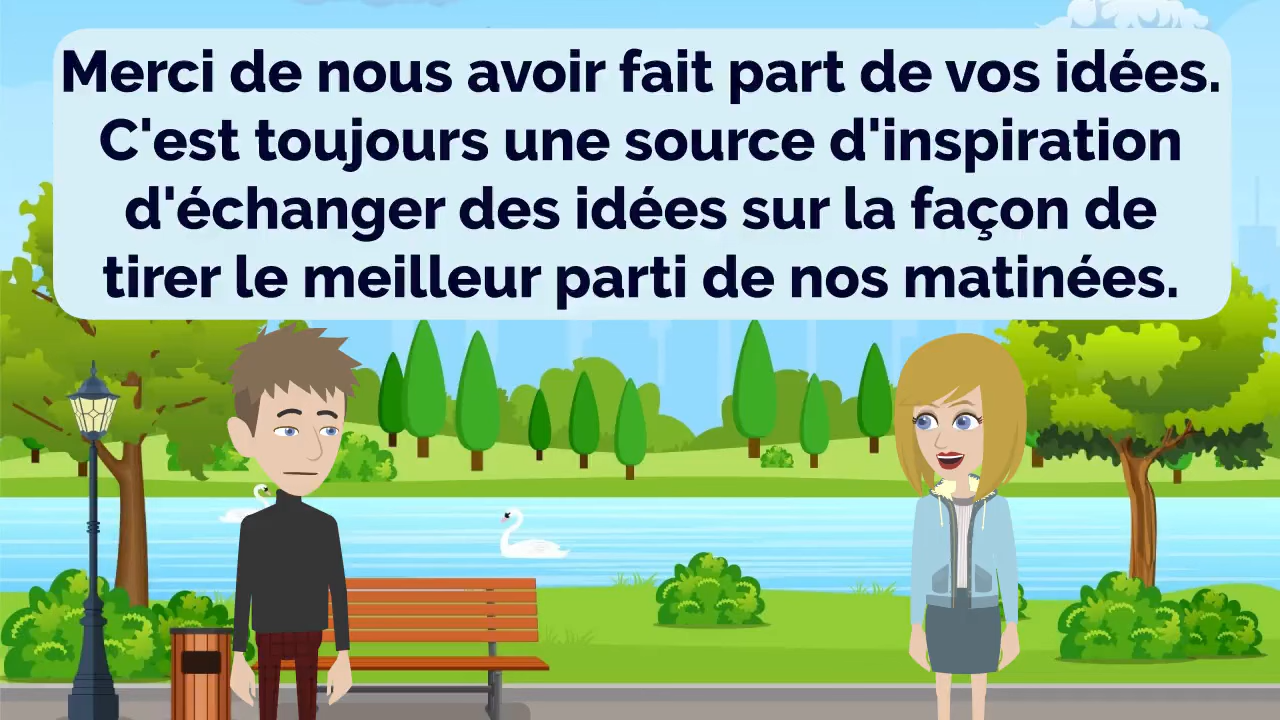 Merci de nous avoir fait part de vos idées.
C'est toujours une source d'inspiration
d'échanger des idées sur la façon de
tirer le meilleur parti de nos matinées.